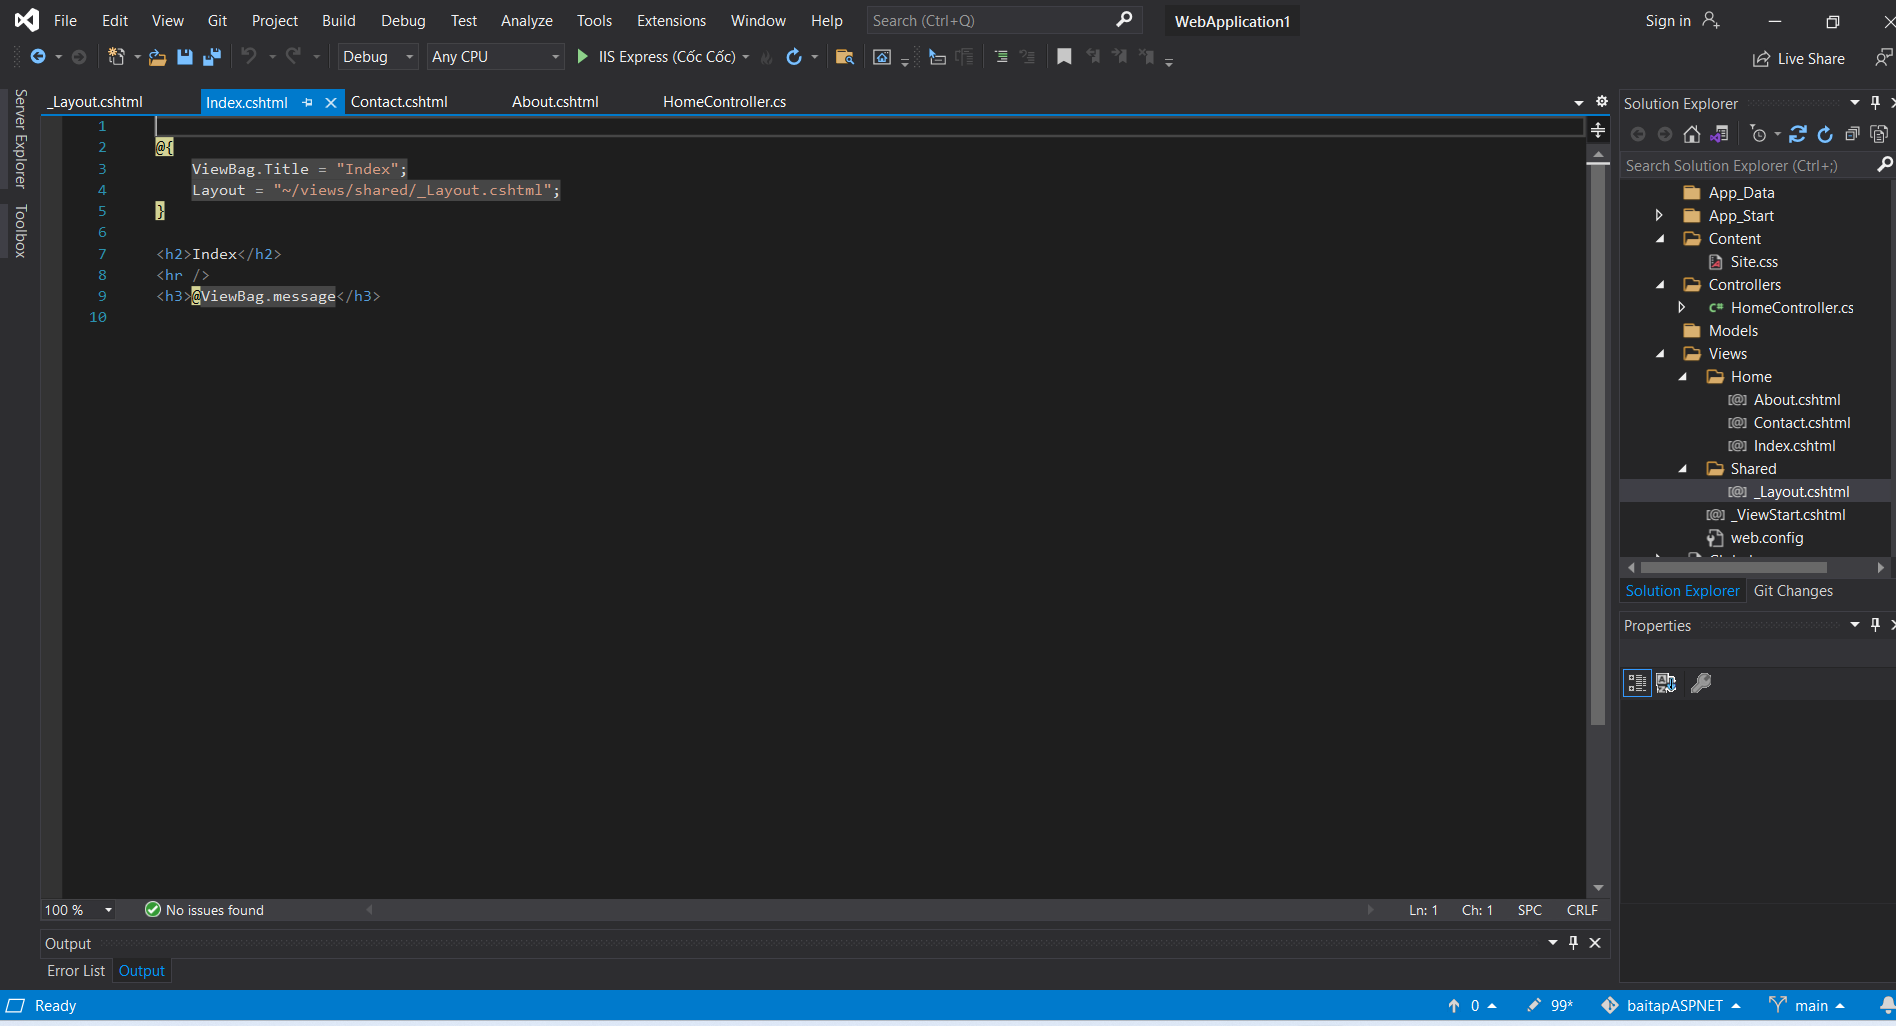 File Edit View Git Project Build Debug Test Analyze Tools Extensions Window Help Search (Ctrl+Q) WebApplication1 Sign in
Debug Any CPU IIS Express (Cốc Cốc) Live Share
Server Explorer
Toolbox
_Layout.cshtml Index.cshtml Contact.cshtml About.cshtml HomeController.cs
1
2 @{
3 ViewBag.Title = "Index";
4 Layout = "~/views/shared/_Layout.cshtml";
5 }
6
7 <h2>Index</h2>
8 <hr />
9 <h3>@ViewBag.message</h3>
10
100 % No issues found Ln: 1 Ch: 1 SPC CRLF
Output
Error List Output
Solution Explorer
Search Solution Explorer (Ctrl+;)
App_Data
App_Start
Content
Site.css
Controllers
C# HomeController.cs
Models
Views
Home
[@] About.cshtml
[@] Contact.cshtml
[@] Index.cshtml
Shared
[@] _Layout.cshtml
[@] _ViewStart.cshtml
web.config
Solution Explorer Git Changes
Properties
Ready 0 99* baitapASPNET main